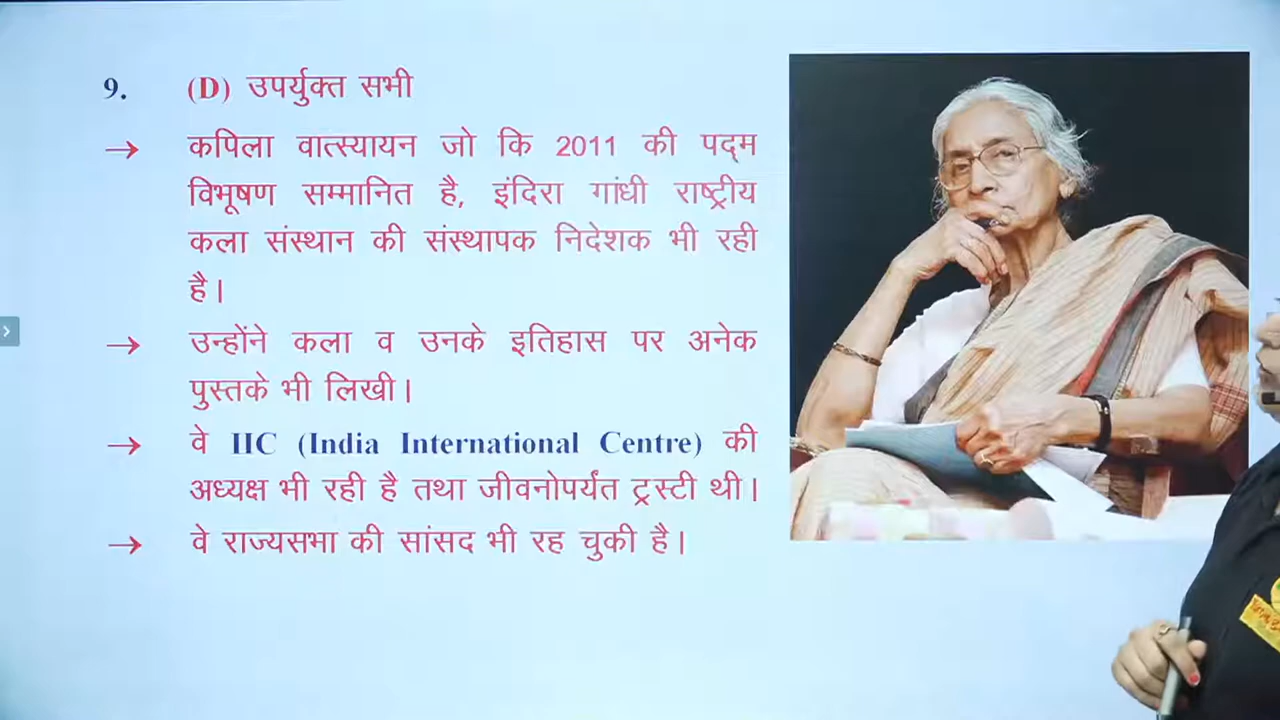 9. (D) उपर्युक्त सभी
→ कपिला वात्स्यायन जो कि 2011 की पद्म
विभूषण सम्मानित है, इंदिरा गांधी राष्ट्रीय
कला संस्थान की संस्थापक निदेशक भी रही
है।
→ उन्होंने कला व उनके इतिहास पर अनेक
पुस्तके भी लिखी।
→ वे IIC (India International Centre) की
अध्यक्ष भी रही है तथा जीवनोपर्यंत ट्रस्टी थी।
→ वे राज्यसभा की सांसद भी रह चुकी है।